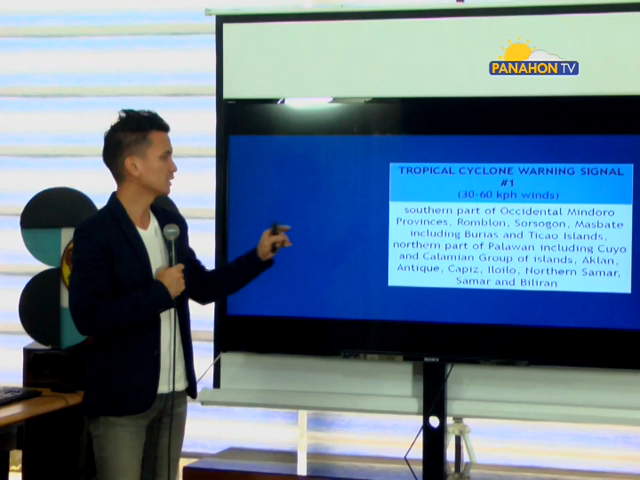 PANAHON TV
TROPICAL CYCLONE WARNING SIGNAL
#1
(30-60 kph winds)
southern part of Occidental Mindoro
Provinces, Romblon, Sorsogon, Masbate
including Burias and Ticao Islands,
northern part of Palawan including Cuyo
and Calamian Group of islands, Aklan,
Antique, Capiz, Iloilo, Northern Samar,
Samar and Biliran
SONY